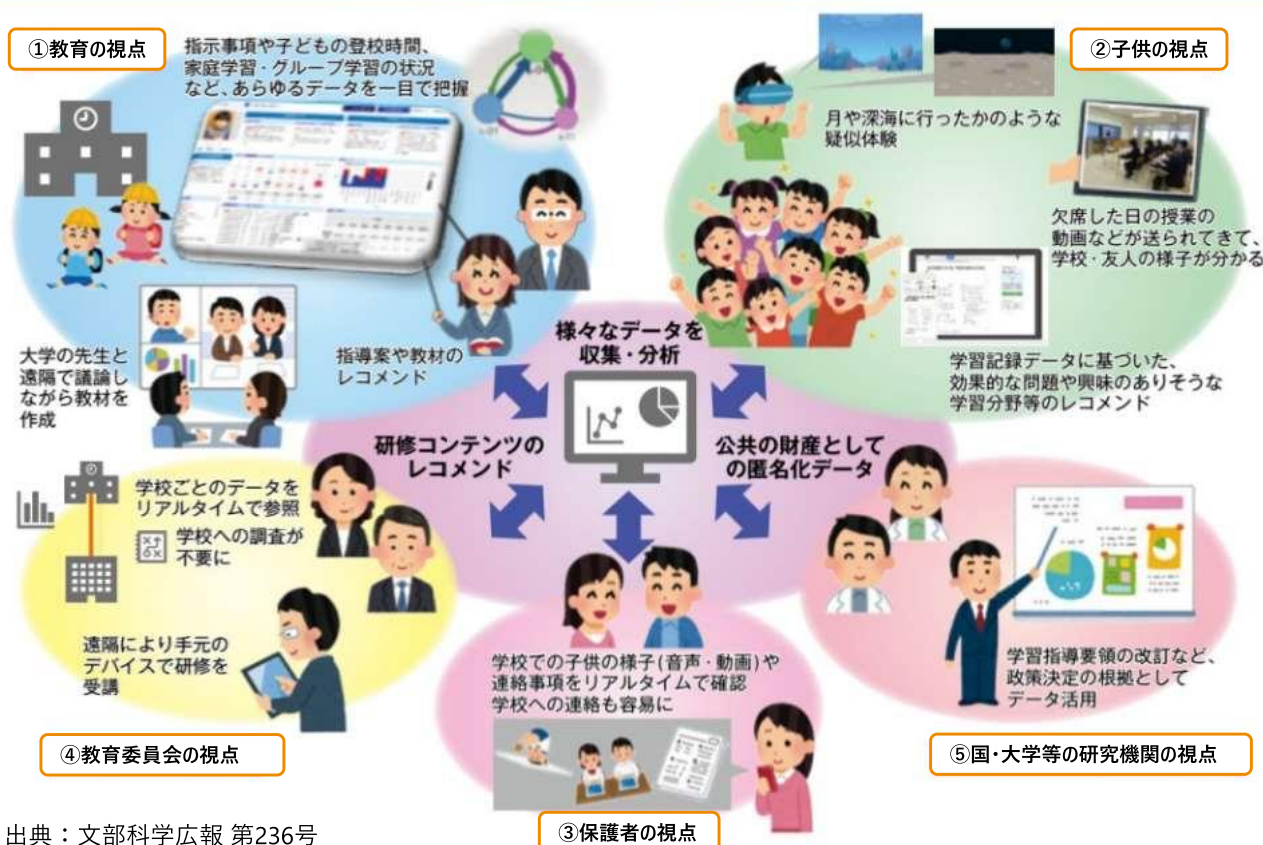 ①教育の視点
指示事項や子どもの登校時間、
家庭学習・グループ学習の状況
など、あらゆるデータを一目で把握
大学の先生と
遠隔で議論し
ながら教材を
作成
指導案や教材の
レコメンド
②子供の視点
月や深海に行ったかのような
疑似体験
欠席した日の授業の
動画などが送られてきて、
学校・友人の様子が分かる
学習記録データに基づいた、
効果的な問題や興味のありそうな
学習分野等のレコメンド
様々なデータを
収集・分析
研修コンテンツの
レコメンド
公共の財産として
の匿名化データ
学校ごとのデータを
リアルタイムで参照
学校への調査が
不要に
遠隔により手元の
デバイスで研修を
受講
④教育委員会の視点
学校での子供の様子(音声・動画)や
連絡事項をリアルタイムで確認
学校への連絡も容易に
③保護者の視点
学習指導要領の改訂など、
政策決定の根拠として
データ活用
⑤国・大学等の研究機関の視点
出典：文部科学広報 第236号